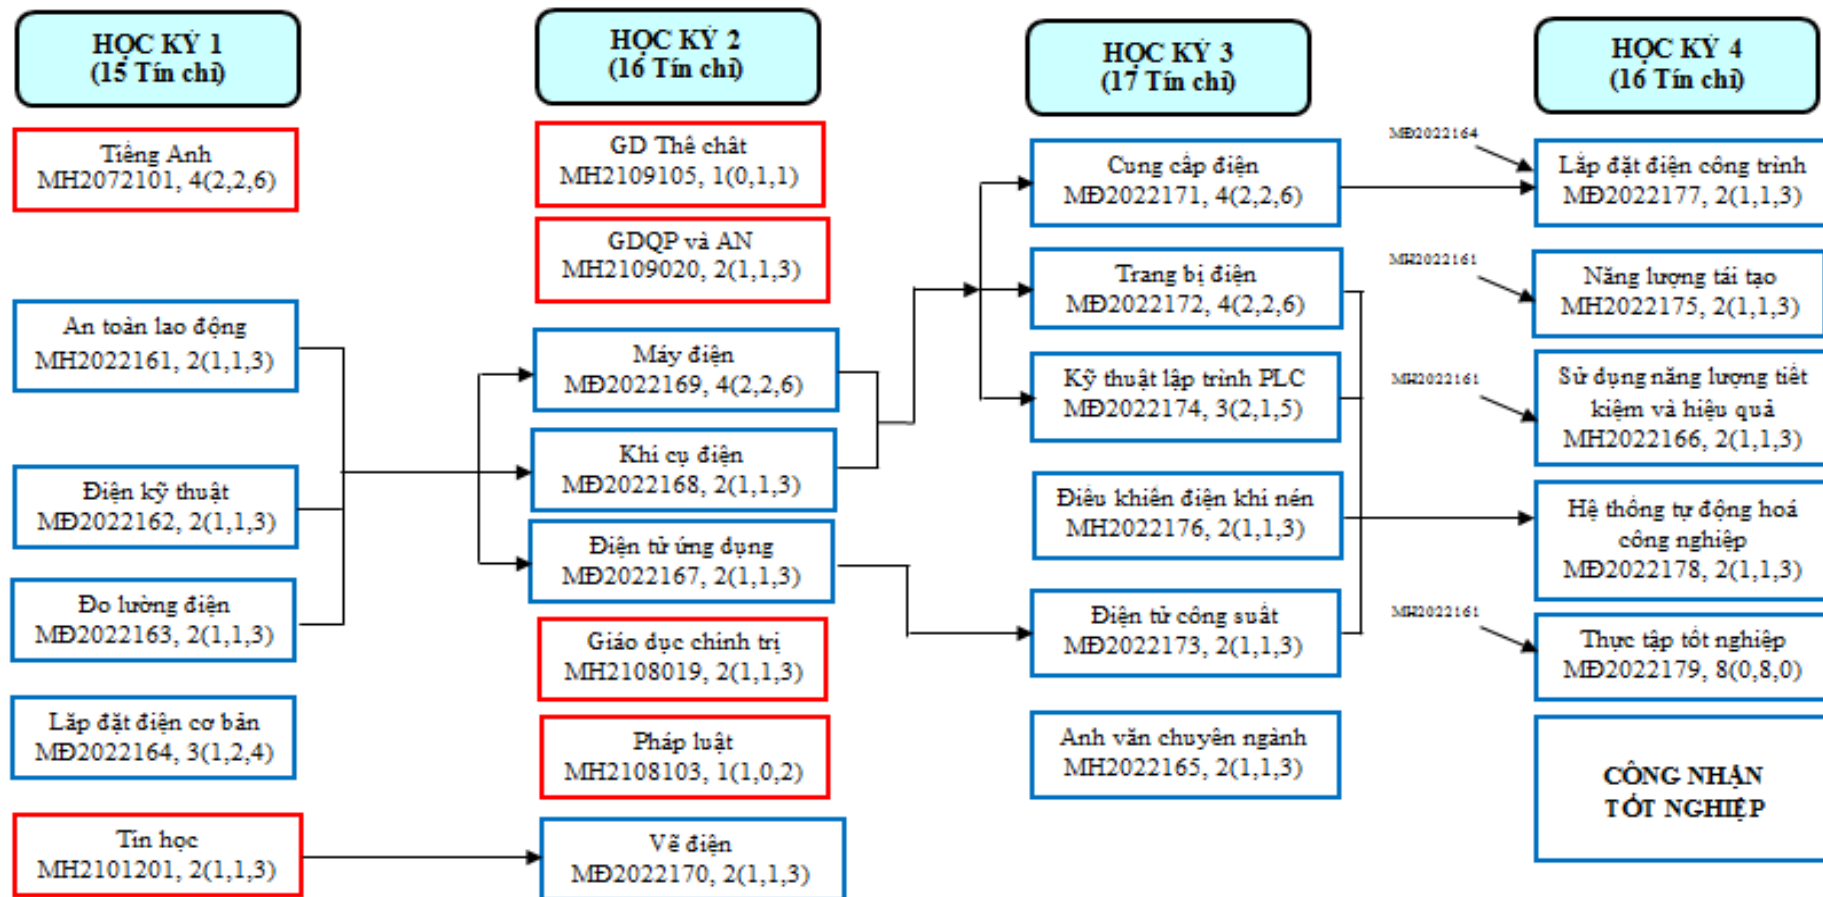 HỌC KỲ 1
(15 Tín chỉ)
Tiếng Anh
MH2072101, 4(2,2,6)
An toàn lao động
MH2022161, 2(1,1,3)
Điện kỹ thuật
MĐ2022162, 2(1,1,3)
Đo lường điện
MĐ2022163, 2(1,1,3)
Lắp đặt điện cơ bản
MĐ2022164, 3(1,2,4)
Tin học
MH2101201, 2(1,1,3)
HỌC KỲ 2
(16 Tín chỉ)
GD Thể chất
MH2109105, 1(0,1,1)
GDQP và AN
MH2109020, 2(1,1,3)
Máy điện
MĐ2022169, 4(2,2,6)
Khí cụ điện
MĐ2022168, 2(1,1,3)
Điện tử ứng dụng
MĐ2022167, 2(1,1,3)
Giáo dục chính trị
MH2108019, 2(1,1,3)
Pháp luật
MH2108103, 1(1,0,2)
Vẽ điện
MĐ2022170, 2(1,1,3)
HỌC KỲ 3
(17 Tín chỉ)
Cung cấp điện
MĐ2022171, 4(2,2,6)
Trang bị điện
MĐ2022172, 4(2,2,6)
Kỹ thuật lập trình PLC
MĐ2022174, 3(2,1,5)
Điều khiển điện khí nén
MH2022176, 2(1,1,3)
Điện tử công suất
MĐ2022173, 2(1,1,3)
Anh văn chuyên ngành
MH2022165, 2(1,1,3)
HỌC KỲ 4
(16 Tín chỉ)
MĐ2022164
Lắp đặt điện công trình
MĐ2022177, 2(1,1,3)
MH2022161
Năng lượng tái tạo
MH2022175, 2(1,1,3)
MH2022161
Sử dụng năng lượng tiết
kiệm và hiệu quả
MH2022166, 2(1,1,3)
Hệ thống tự động hoá
công nghiệp
MĐ2022178, 2(1,1,3)
MH2022161
Thực tập tốt nghiệp
MĐ2022179, 8(0,8,0)
CÔNG NHẬN
TỐT NGHIỆP